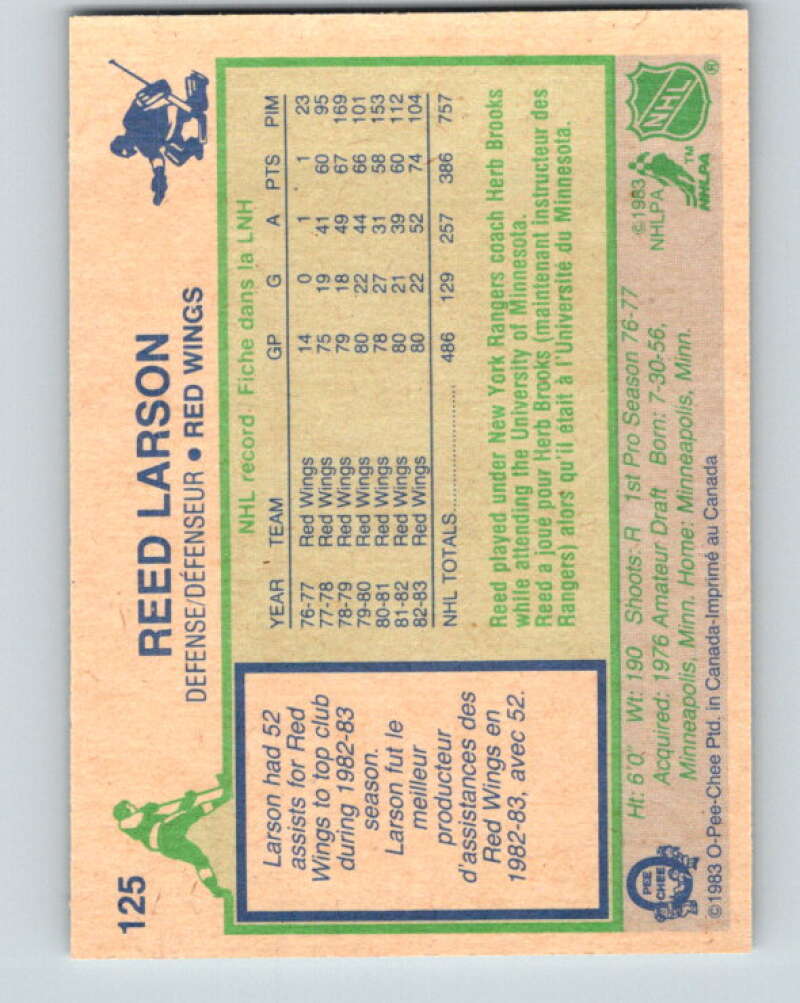 125
REED LARSON
DEFENSE/DÉFENSEUR • RED WINGS
Larson had 52
assists for Red
Wings to top club
during 1982-83
season.
Larson fut le
meilleur
producteur
d'assistances des
Red Wings en
1982-83, avec 52.
NHL record Fiche dans la LNH
YEAR TEAM GP G A PTS PIM
76-77 Red Wings 14 0 1 1 23
77-78 Red Wings 75 19 41 60 95
78-79 Red Wings 79 18 49 67 169
79-80 Red Wings 80 22 44 66 101
80-81 Red Wings 78 27 31 58 153
81-82 Red Wings 80 21 39 60 112
82-83 Red Wings 80 22 52 74 104
NHL TOTALS 486 129 257 386 757
Reed played under New York Rangers coach Herb Brooks
while attending the University of Minnesota.
Reed a joué pour Herb Brooks (maintenant instructeur des
Rangers) alors qu'il était à l'Université du Minnesota.
Ht: 6'0" Wt: 190 Shoots: R 1st Pro Season 76-77
Acquired: 1976 Amateur Draft Born: 7-30-56,
Minneapolis, Minn. Home: Minneapolis, Minn.
©1983 O-Pee-Chee Ptd. in Canada-Imprimé au Canada
O
PEE
CHEE
©1983
NHLPA
NHLPA
TM
NHL
®